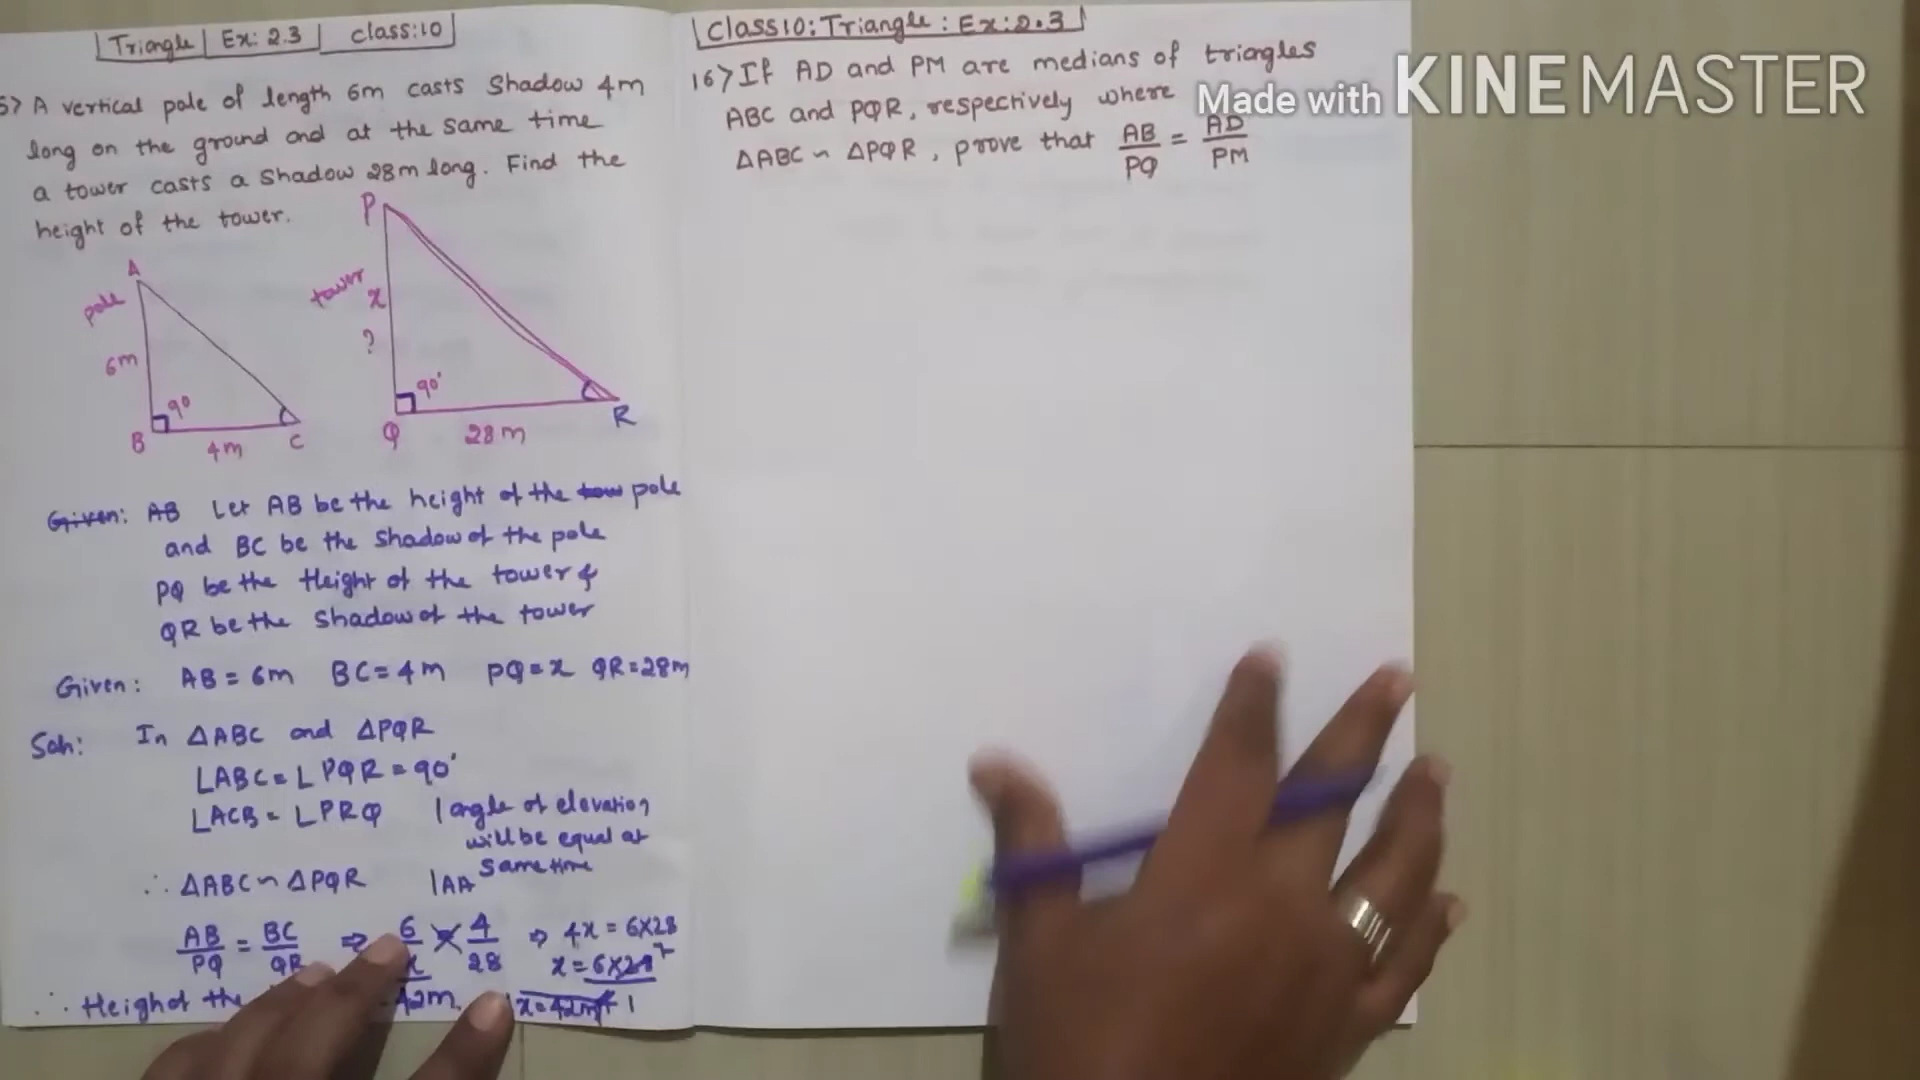 Triangle | Ex: 2.3 | class:10
5> A vertical pole of length 6m casts Shadow 4m
long on the ground and at the same time
a tower casts a shadow 28m long. Find the
height of the tower.
A
pole
6m
90
B
4m
C
P
tower
x
?
90°
Q
28m
R
Given: AB Let AB be the height of the tow pole
and BC be the shadow of the pole
PQ be the Height of the tower &
QR be the shadow of the tower
Given: AB = 6m BC = 4m PQ = x QR = 28m
Soln: In ΔABC and ΔPQR
∠ABC = ∠PQR = 90°
∠ACB = ∠PRQ | angle of elevation
will be equal at
same time
∴ ΔABC ~ ΔPQR | AA
AB/PQ = BC/QR ⇒ 6/x = 4/28 ⇒ 4x = 6×28
x = 6×28
∴ Height of the 42m. x = 42m
Class10: Triangle: Ex: 2.3
16> If AD and PM are medians of triangles
ABC and PQR, respectively where
ΔABC ~ ΔPQR, prove that AB/PQ = AD/PM
Made with KINEMASTER